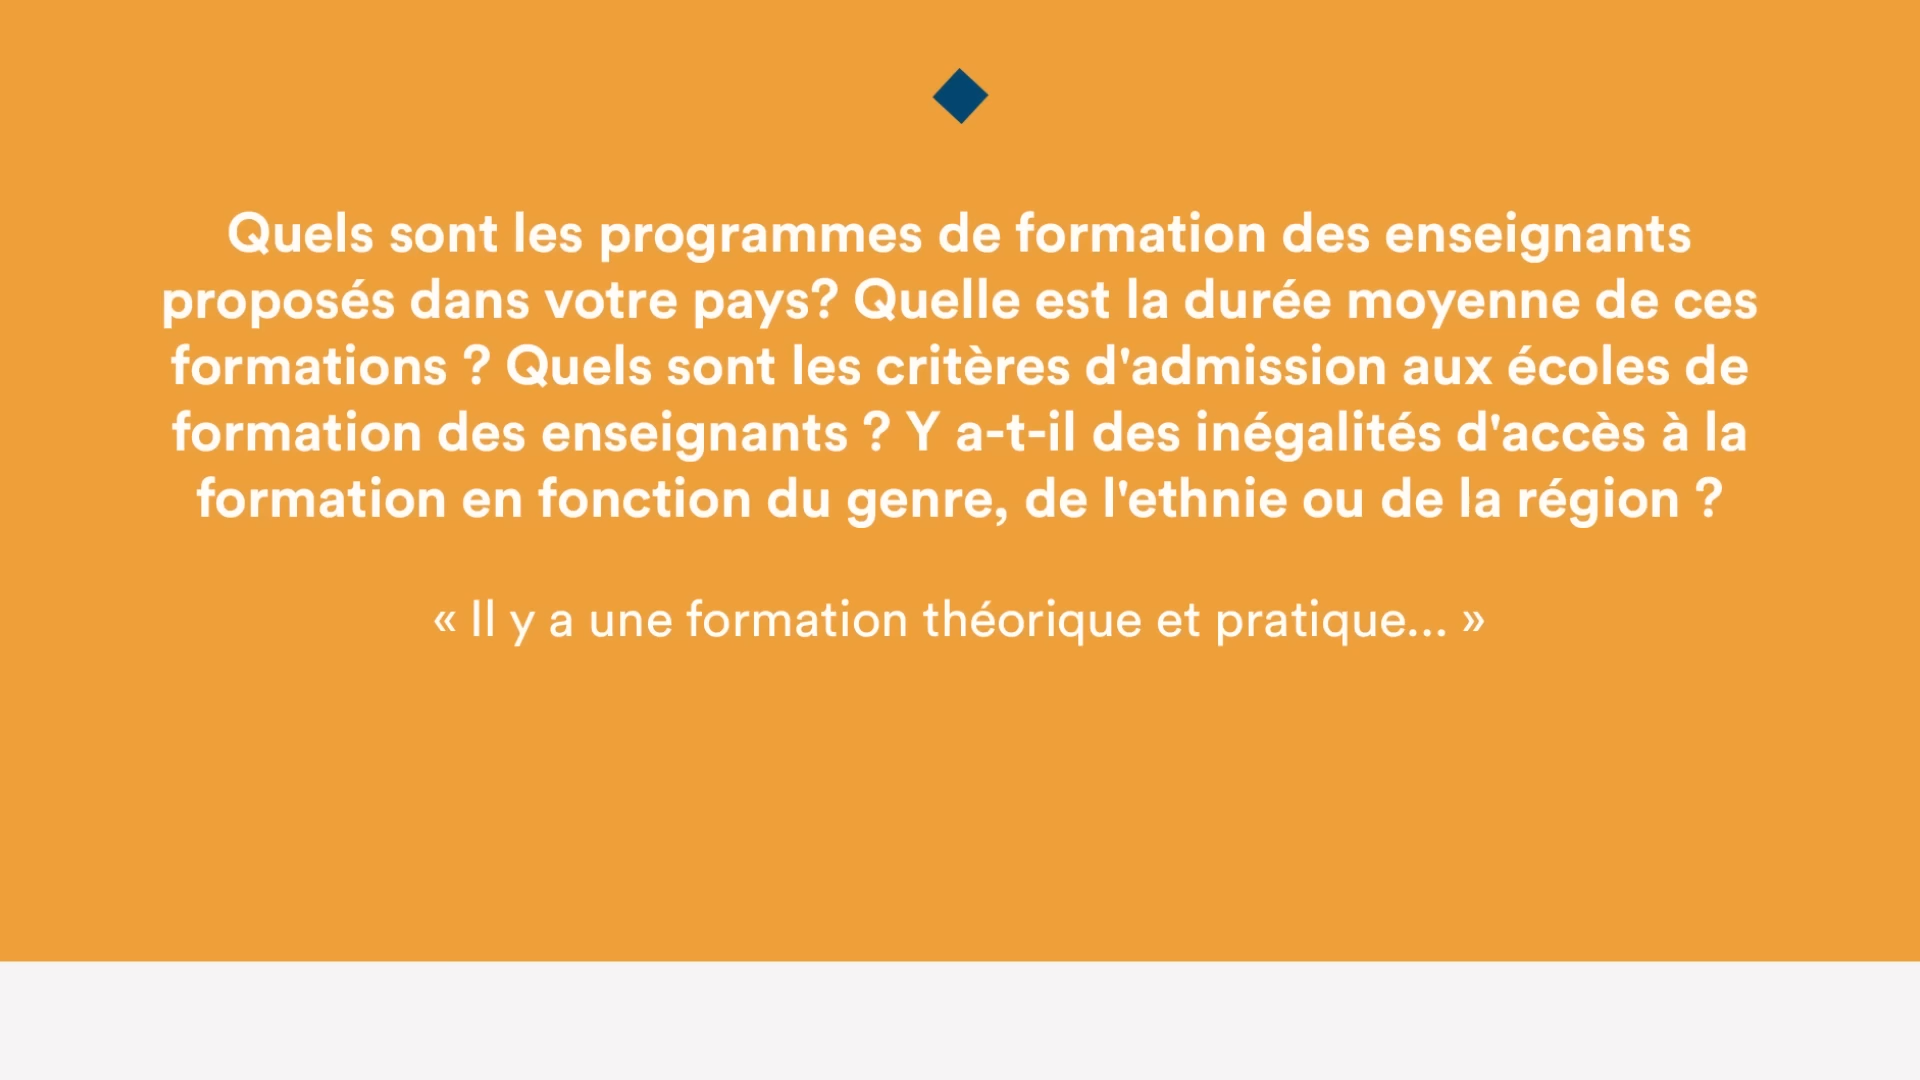 Quels sont les programmes de formation des enseignants
proposés dans votre pays? Quelle est la durée moyenne de ces
formations ? Quels sont les critères d'admission aux écoles de
formation des enseignants ? Y a-t-il des inégalités d'accès à la
formation en fonction du genre, de l'ethnie ou de la région ?
« Il y a une formation théorique et pratique... »